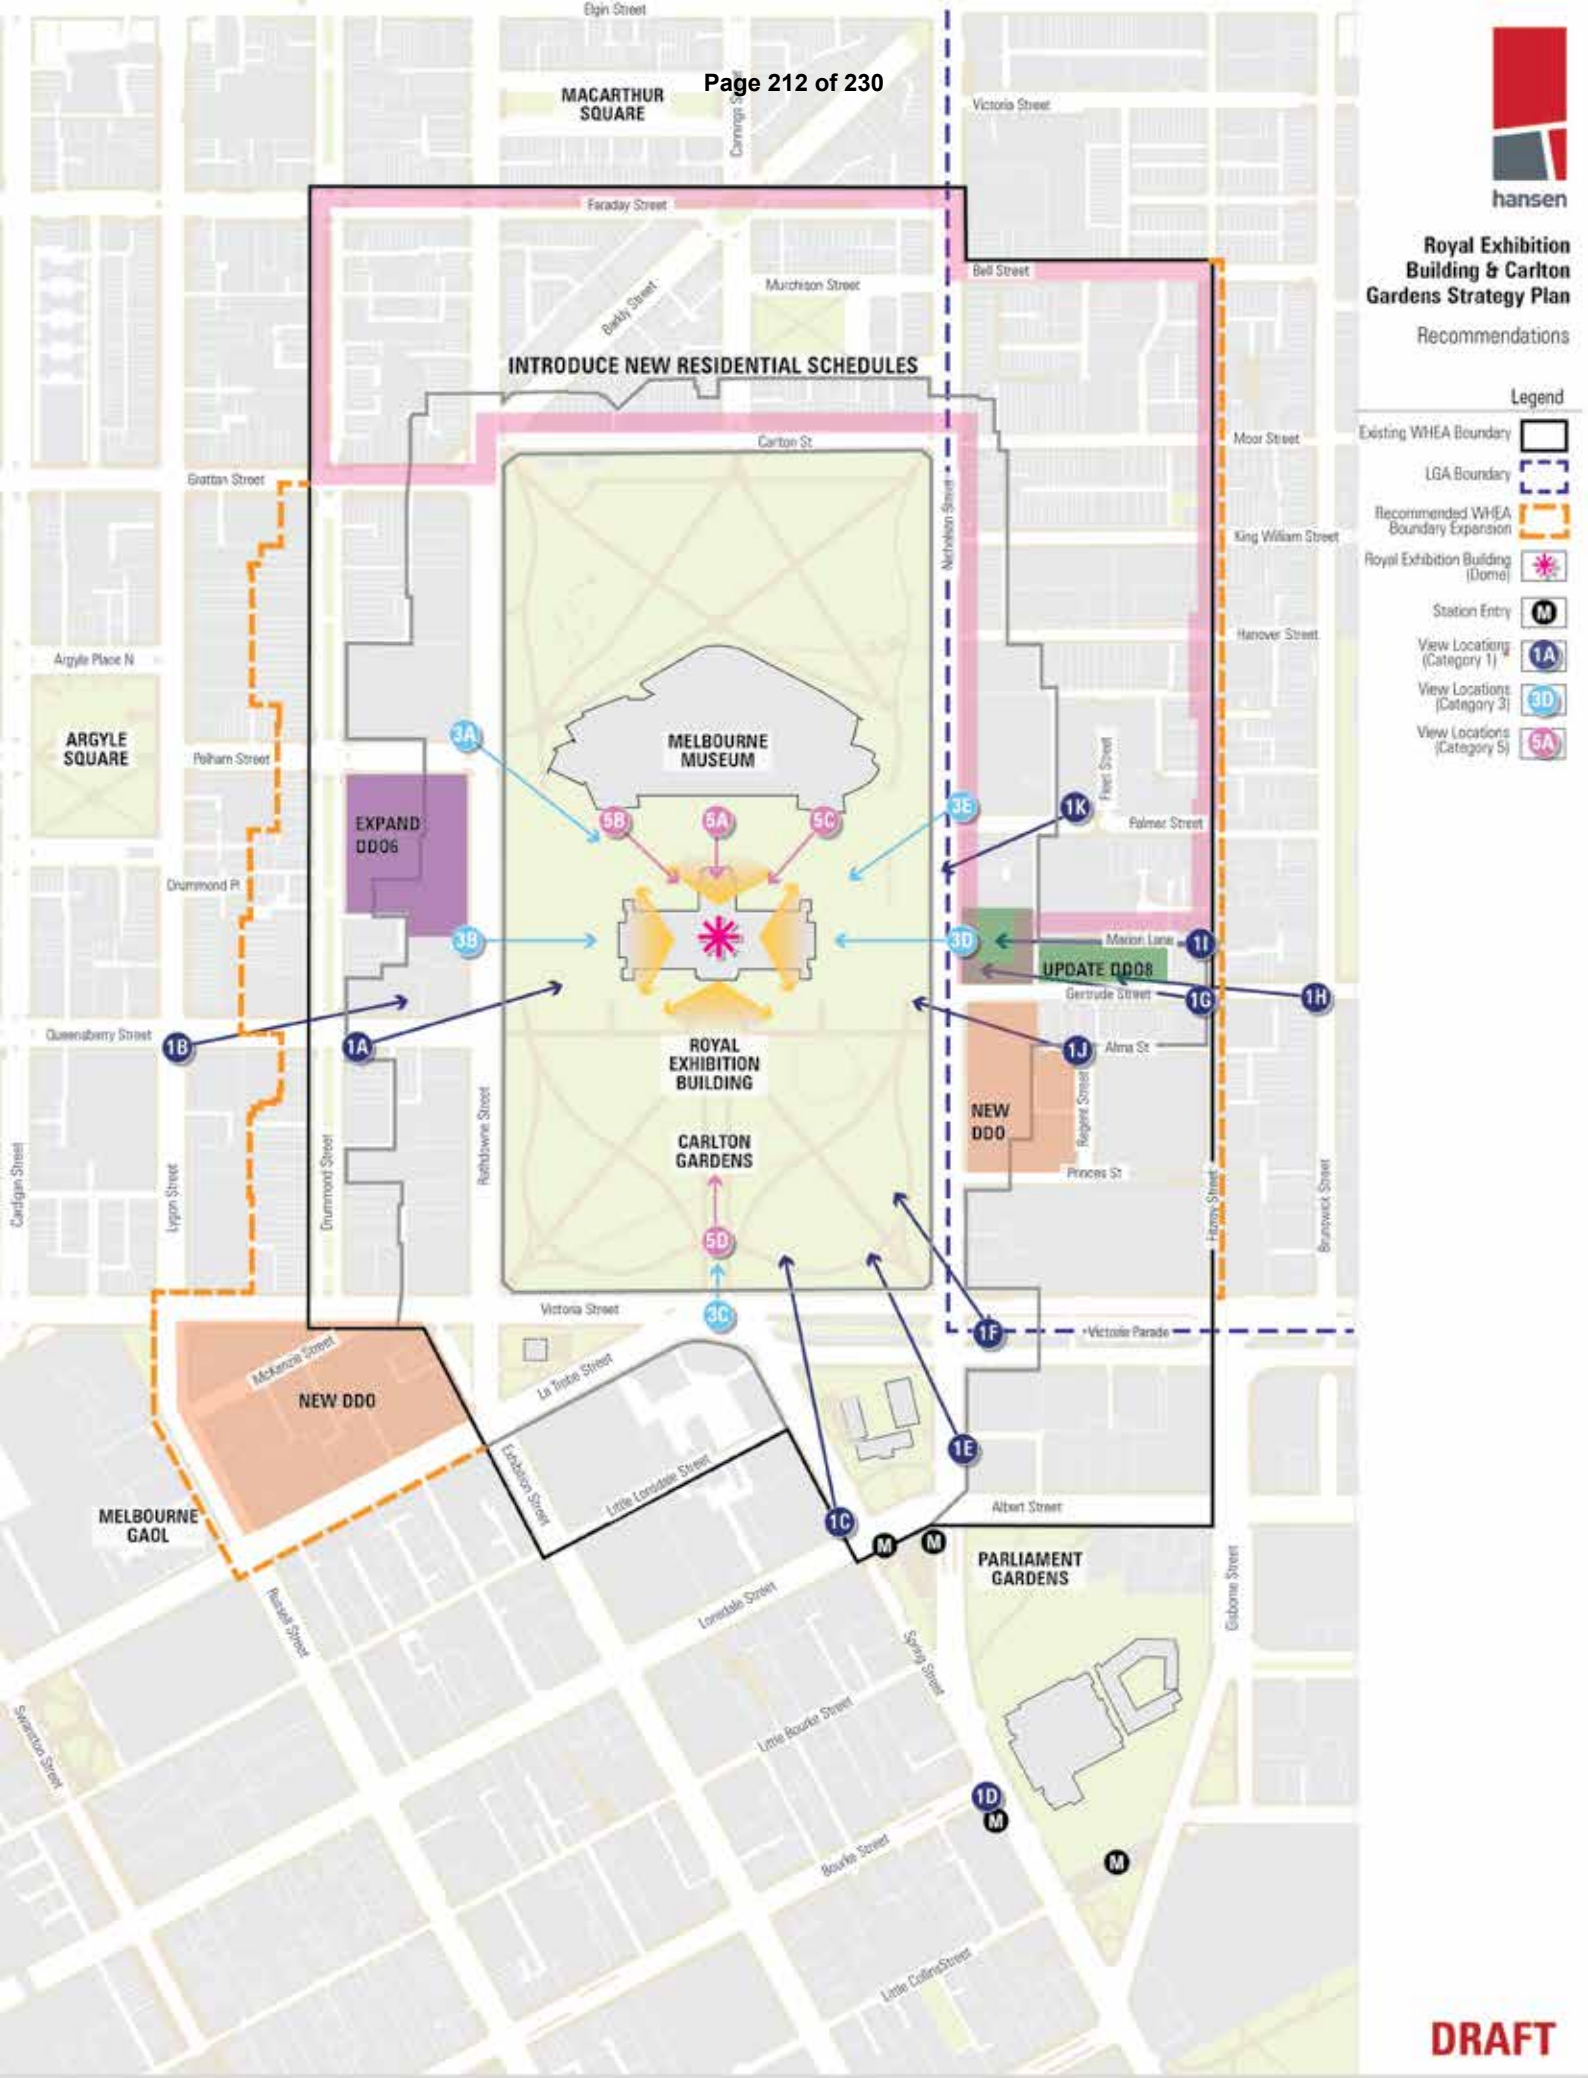 Elgin Street
Page 212 of 230
MACARTHUR
SQUARE
Victoria Street
hansen
Royal Exhibition
Building & Carlton
Gardens Strategy Plan
Recommendations
Legend
Existing WHEA Boundary
LGA Boundary
Recommended WHEA
Boundary Expansion
Royal Exhibition Building
(Dome)
Station Entry
M
View Locations
(Category 1)
1A
View Locations
(Category 3)
3D
View Locations
(Category 5)
5A
Faraday Street
Bell Street
Murchison Street
Barkly Street
INTRODUCE NEW RESIDENTIAL SCHEDULES
Carlton St
Moor Street
Grattan Street
Nicholson Street
King William Street
Hanover Street
Argyle Place N
ARGYLE
SQUARE
Pelham Street
3A
MELBOURNE
MUSEUM
Fleet Street
EXPAND
DDO6
5B
5A
5C
3E
1K
Palmer Street
Drummond Pl
3B
3D
Marion Lane
1I
UPDATE DDO8
Gertrude Street
1G
1H
Queensberry Street
1B
1A
ROYAL
EXHIBITION
BUILDING
1J
Alma St
NEW
DDO
Regent Street
CARLTON
GARDENS
Princes St
Cardigan Street
Lygon Street
Drummond Street
Rathdowne Street
Fitzroy Street
Brunswick Street
5D
Victoria Street
3C
1F
Victoria Parade
McKenzie Street
La Trobe Street
NEW DDO
1E
Exhibition Street
Little Lonsdale Street
MELBOURNE
GAOL
1C
Albert Street
M
M
PARLIAMENT
GARDENS
Gisborne Street
Russell Street
Lonsdale Street
Spring Street
Swanston Street
Little Bourke Street
1D
M
Bourke Street
M
Little CollinsStreet
DRAFT